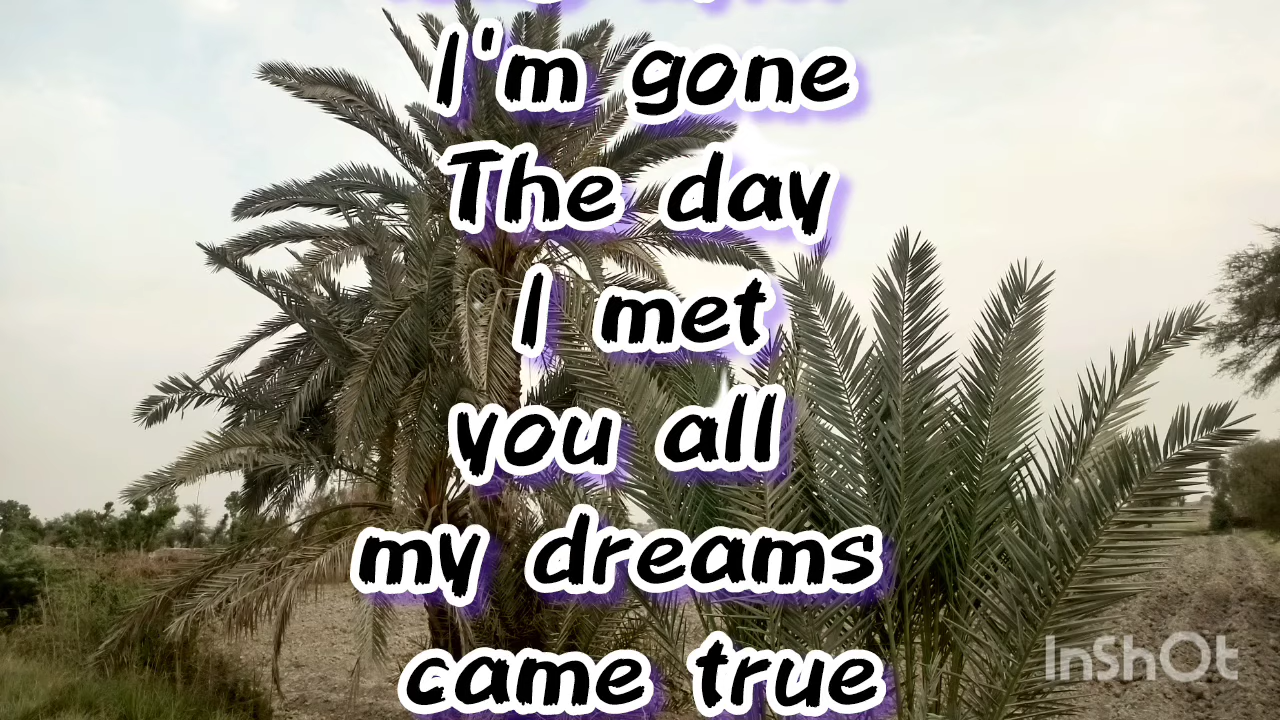 I'm gone
The day
I met
you all
my dreams
came true
InShOt